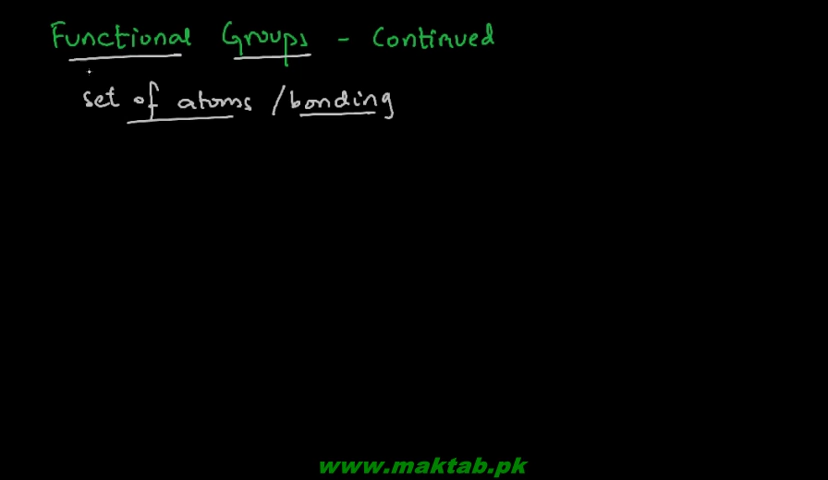 Functional Groups - Continued
set of atoms / bonding
www.maktab.pk